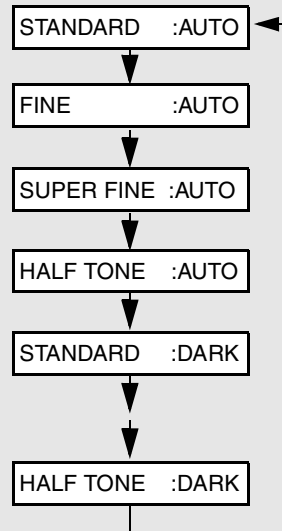 STANDARD :AUTO
FINE :AUTO
SUPER FINE :AUTO
HALF TONE :AUTO
STANDARD :DARK
HALF TONE :DARK